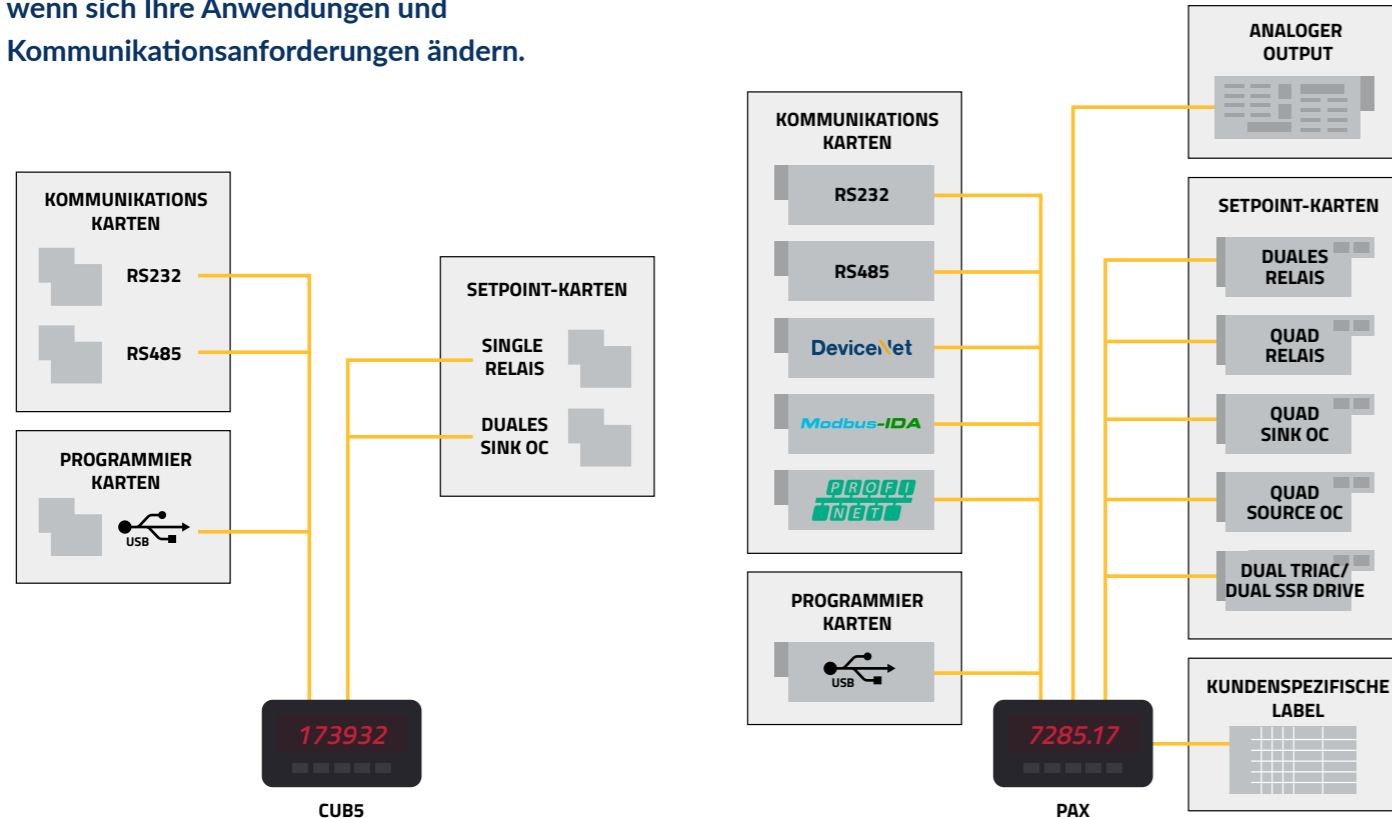 wenn sich Ihre Anwendungen und
Kommunikationsanforderungen ändern.
KOMMUNIKATIONS
KARTEN
RS232
RS485
PROGRAMMIER
KARTEN
USB
SETPOINT-KARTEN
SINGLE
RELAIS
DUALES
SINK OC
173932
CUB5
KOMMUNIKATIONS
KARTEN
RS232
RS485
DeviceNet
Modbus-IDA
PROFI
NET
PROGRAMMIER
KARTEN
USB
ANALOGER
OUTPUT
SETPOINT-KARTEN
DUALES
RELAIS
QUAD
RELAIS
QUAD
SINK OC
QUAD
SOURCE OC
DUAL TRIAC/
DUAL SSR DRIVE
KUNDENSPEZIFISCHE
LABEL
7285.17
PAX